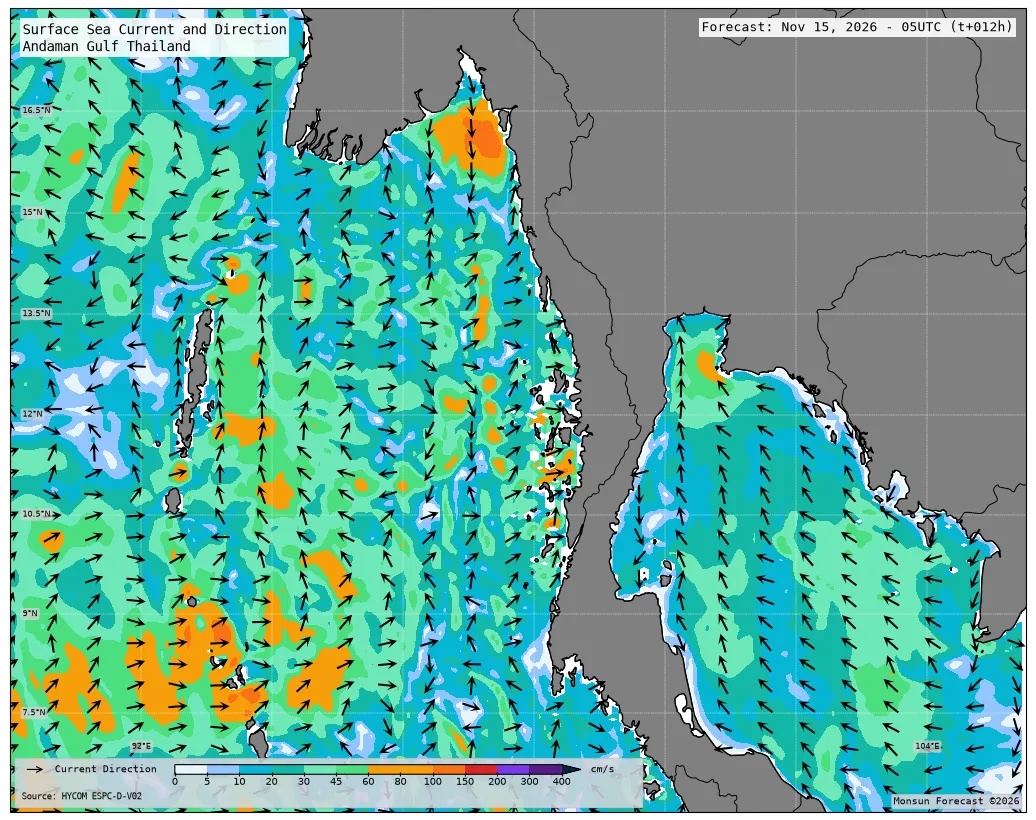 Surface Sea Current and Direction
Andaman Gulf Thailand
Forecast: Nov 15, 2026 - 05UTC (t+012h)
16.5°N
15°N
13.5°N
12°N
10.5°N
9°N
7.5°N
92°E
104°E
Current Direction
0 5 10 20 30 45 60 80 100 150 200 300 400 cm/s
Source: HYCOM ESPC-D-V02
Monsun Forecast ©2026